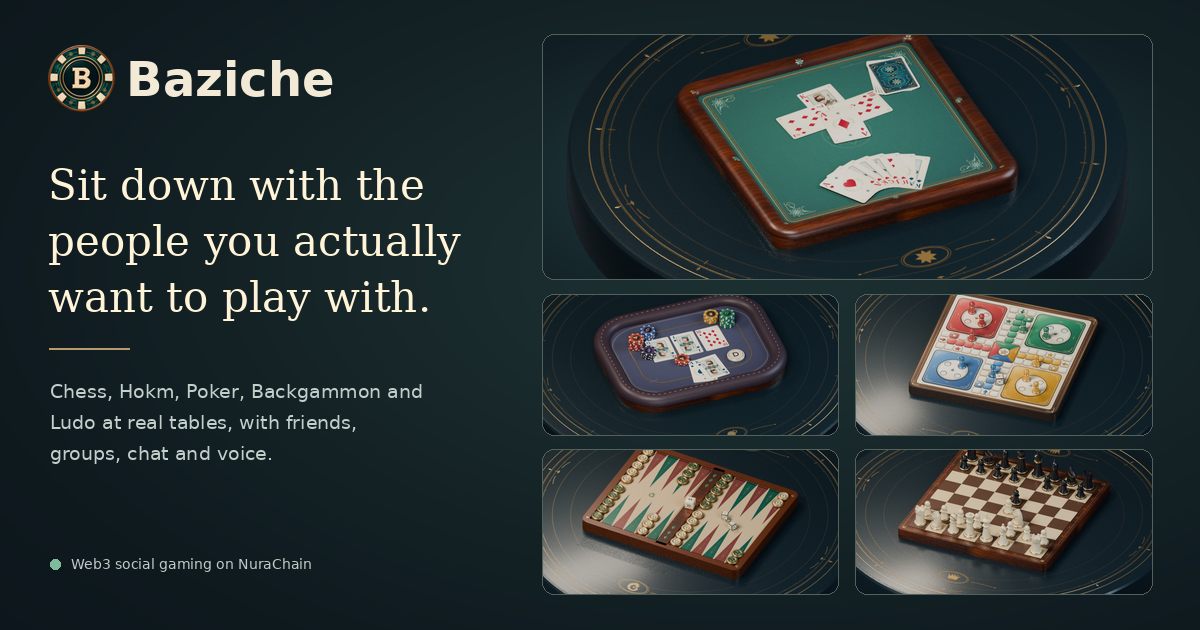 B Baziche
Sit down with the
people you actually
want to play with.
Chess, Hokm, Poker, Backgammon and
Ludo at real tables, with friends,
groups, chat and voice.
Web3 social gaming on NuraChain